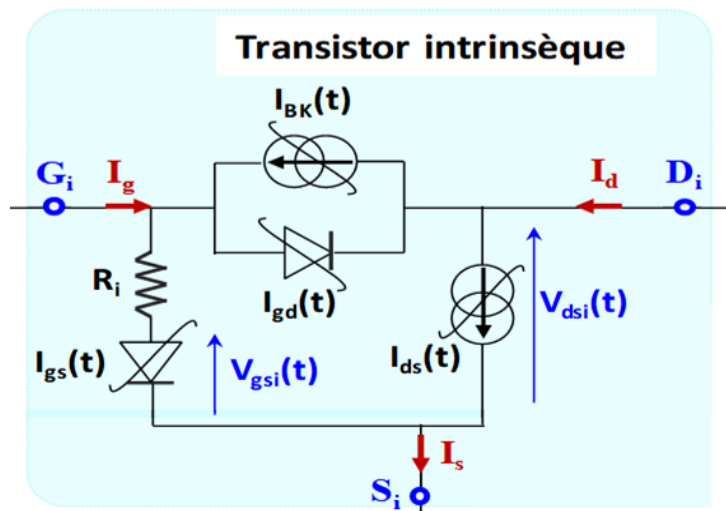 Transistor intrinsèque
I_BK(t)
G_i I_g I_d D_i
R_i I_gd(t) V_dsi(t)
I_gs(t) V_gsi(t) I_ds(t)
I_s
S_i